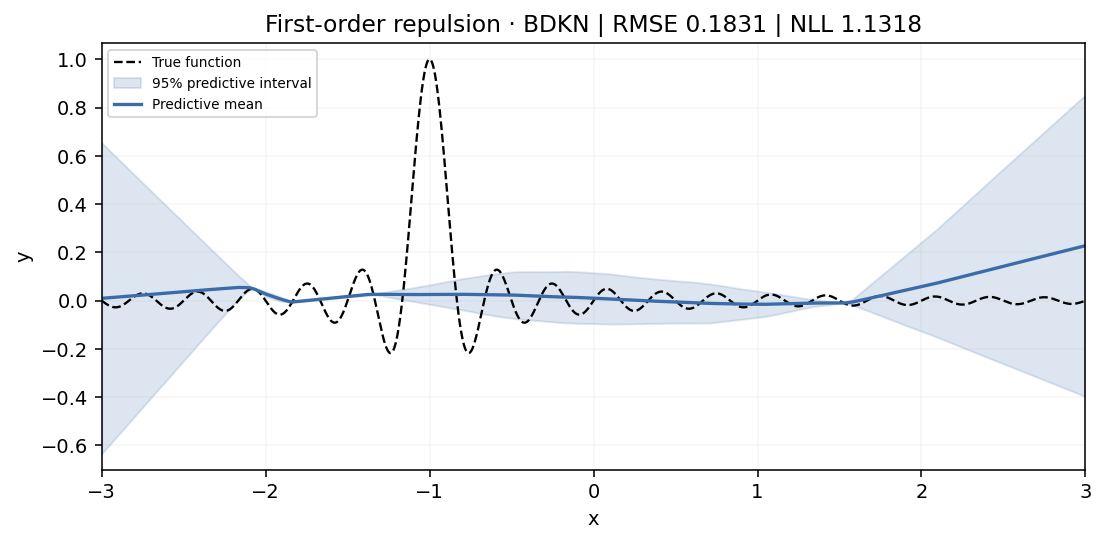 First-order repulsion · BDKN | RMSE 0.1831 | NLL 1.1318
True function
95% predictive interval
Predictive mean
1.0
0.8
0.6
0.4
0.2
0.0
−0.2
−0.4
−0.6
y
−3 −2 −1 0 1 2 3
x